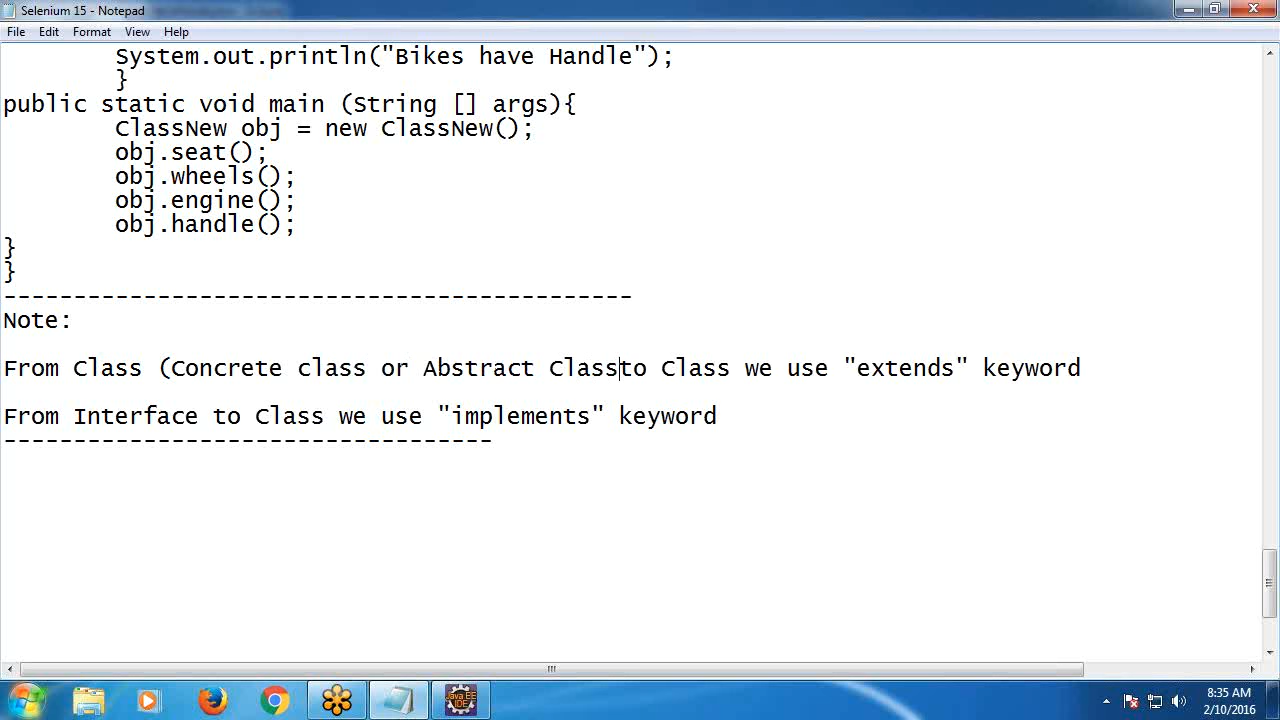 Selenium 15 - Notepad
File Edit Format View Help
System.out.println("Bikes have Handle");
}
public static void main (String [] args){
ClassNew obj = new ClassNew();
obj.seat();
obj.wheels();
obj.engine();
obj.handle();
}
}
---------------------------------------------
Note:
From Class (Concrete class or Abstract Classto Class we use "extends" keyword
From Interface to Class we use "implements" keyword
-----------------------------------
Java EE
IDE
8:35 AM
2/10/2016